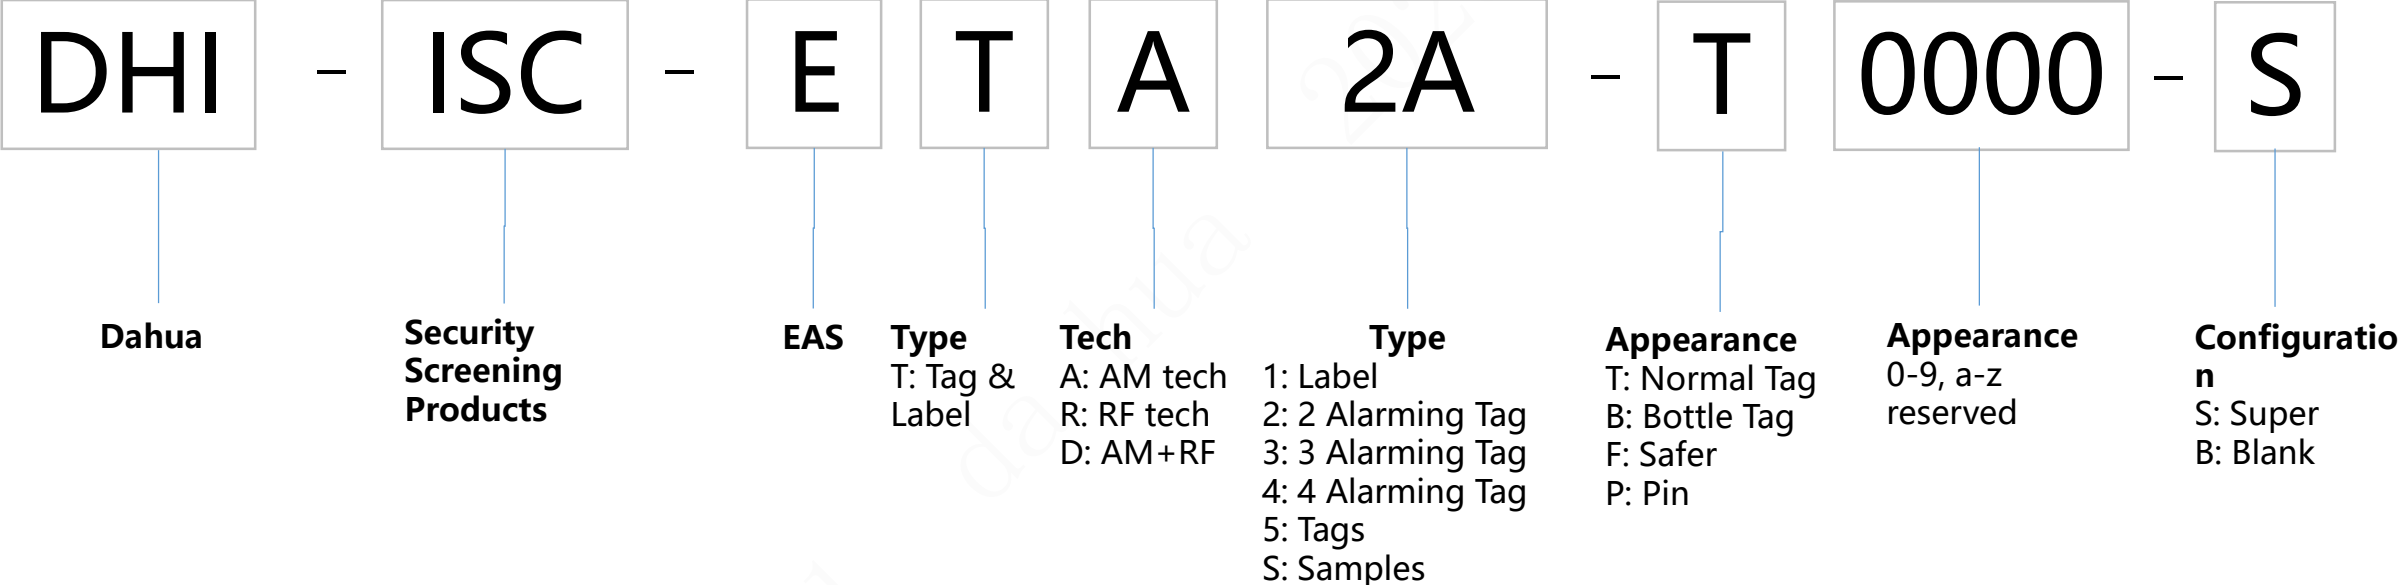 DHI - ISC - E T A 2A - T 0000 - S
Dahua
Security
Screening
Products
EAS
Type
T: Tag &
Label
Tech
A: AM tech
R: RF tech
D: AM+RF
Type
1: Label
2: 2 Alarming Tag
3: 3 Alarming Tag
4: 4 Alarming Tag
5: Tags
S: Samples
Appearance
T: Normal Tag
B: Bottle Tag
F: Safer
P: Pin
Appearance
0-9, a-z
reserved
Configuratio
n
S: Super
B: Blank
dahua